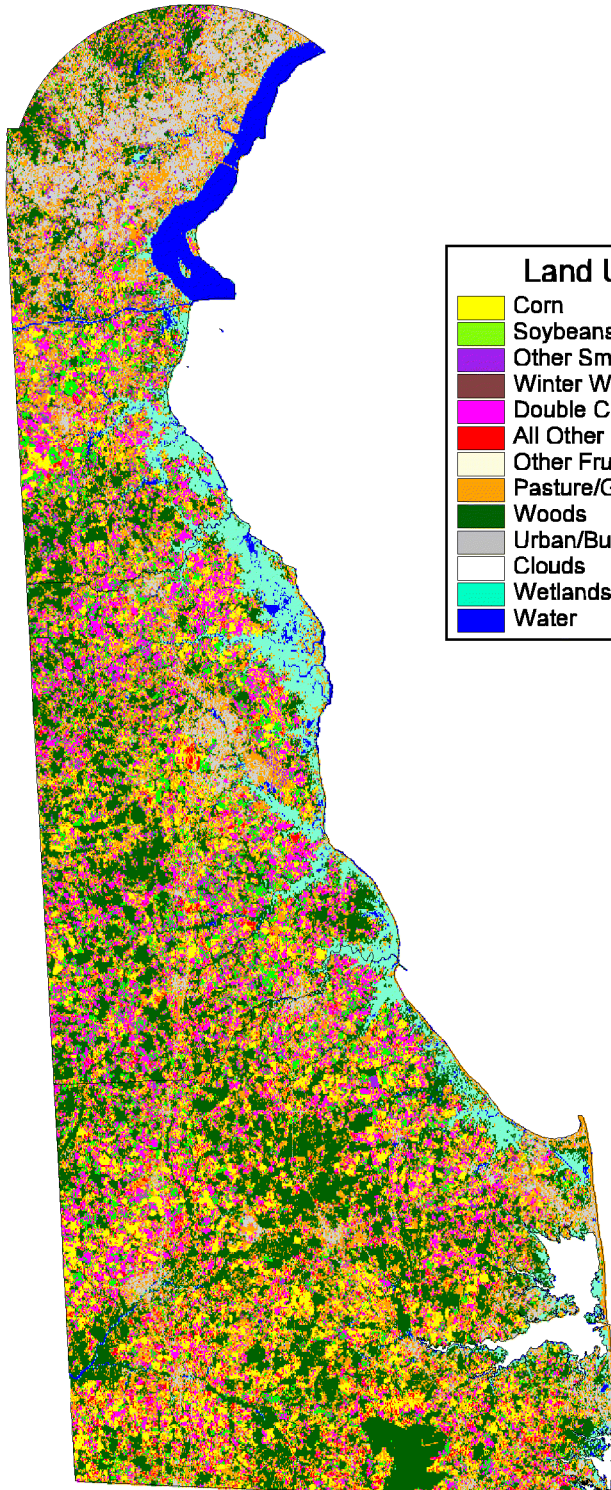 Land U
Corn
Soybeans
Other Sm
Winter W
Double C
All Other
Other Fru
Pasture/G
Woods
Urban/Bu
Clouds
Wetlands
Water